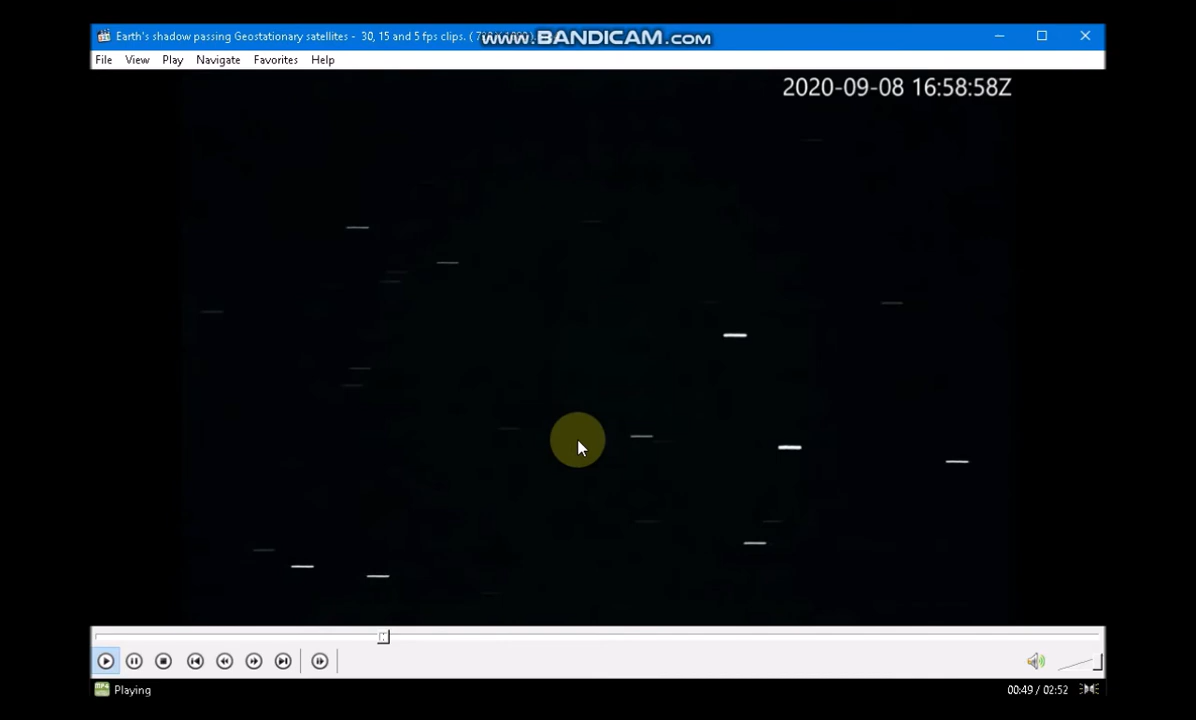 Earth's shadow passing Geostationary satellites - 30, 15 and 5 fps clips. (
www.BANDICAM.com
File View Play Navigate Favorites Help
2020-09-08 16:58:58Z
Playing
00:49 / 02:52